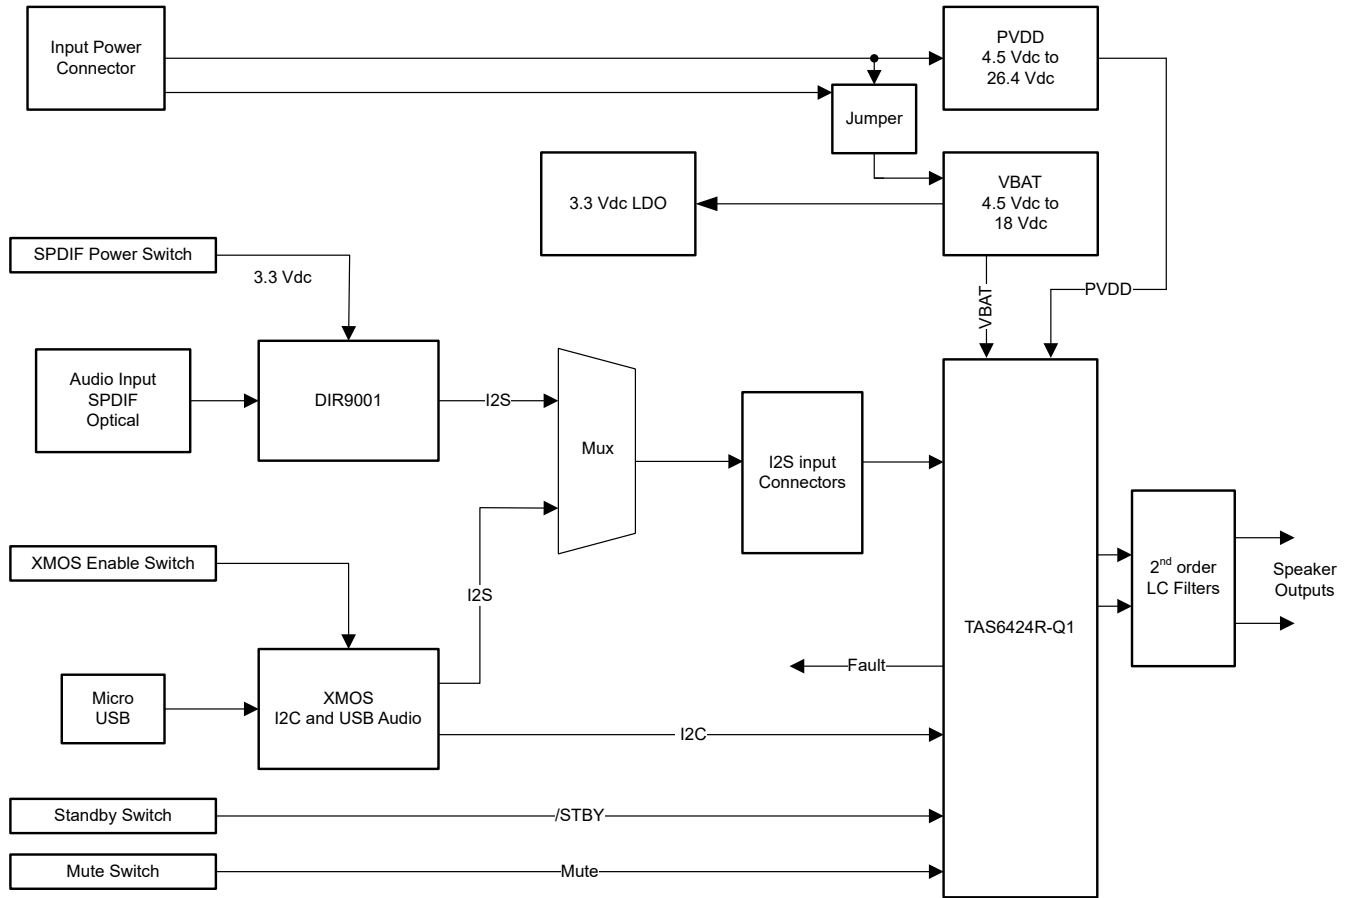 Input Power
Connector
PVDD
4.5 Vdc to
26.4 Vdc
Jumper
3.3 Vdc LDO
VBAT
4.5 Vdc to
18 Vdc
SPDIF Power Switch
3.3 Vdc
VBAT
PVDD
Audio Input
SPDIF
Optical
DIR9001
I2S
Mux
I2S input
Connectors
XMOS Enable Switch
I2S
2nd order
LC Filters
Speaker
Outputs
TAS6424R-Q1
Fault
Micro
USB
XMOS
I2C and USB Audio
I2C
Standby Switch
/STBY
Mute Switch
Mute